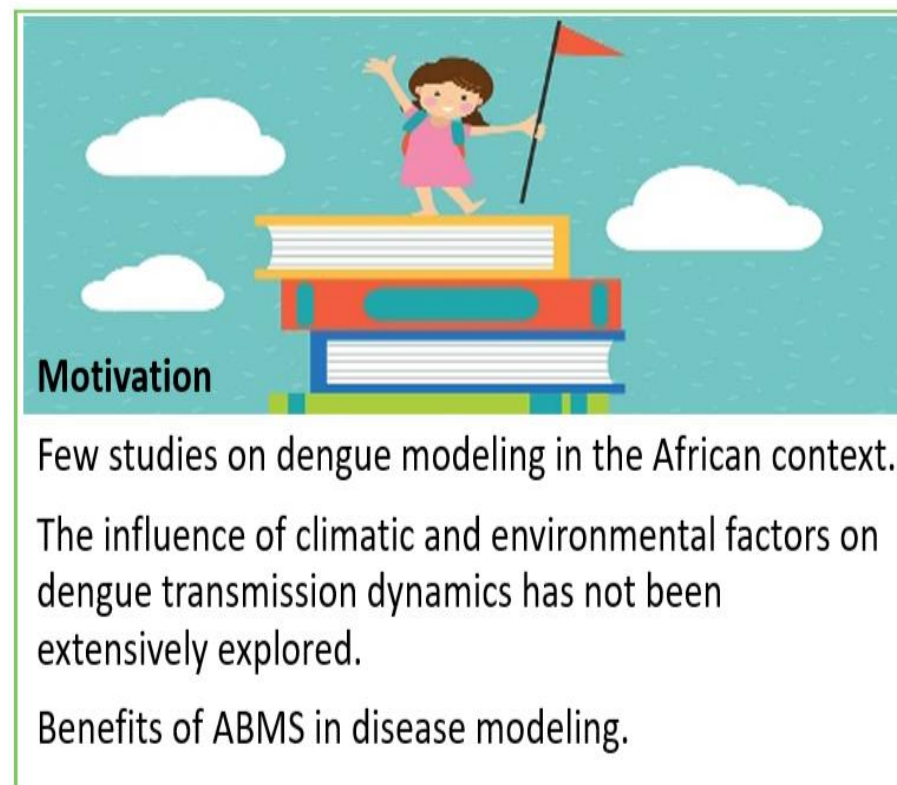 Motivation
Few studies on dengue modeling in the African context.
The influence of climatic and environmental factors on
dengue transmission dynamics has not been
extensively explored.
Benefits of ABMS in disease modeling.